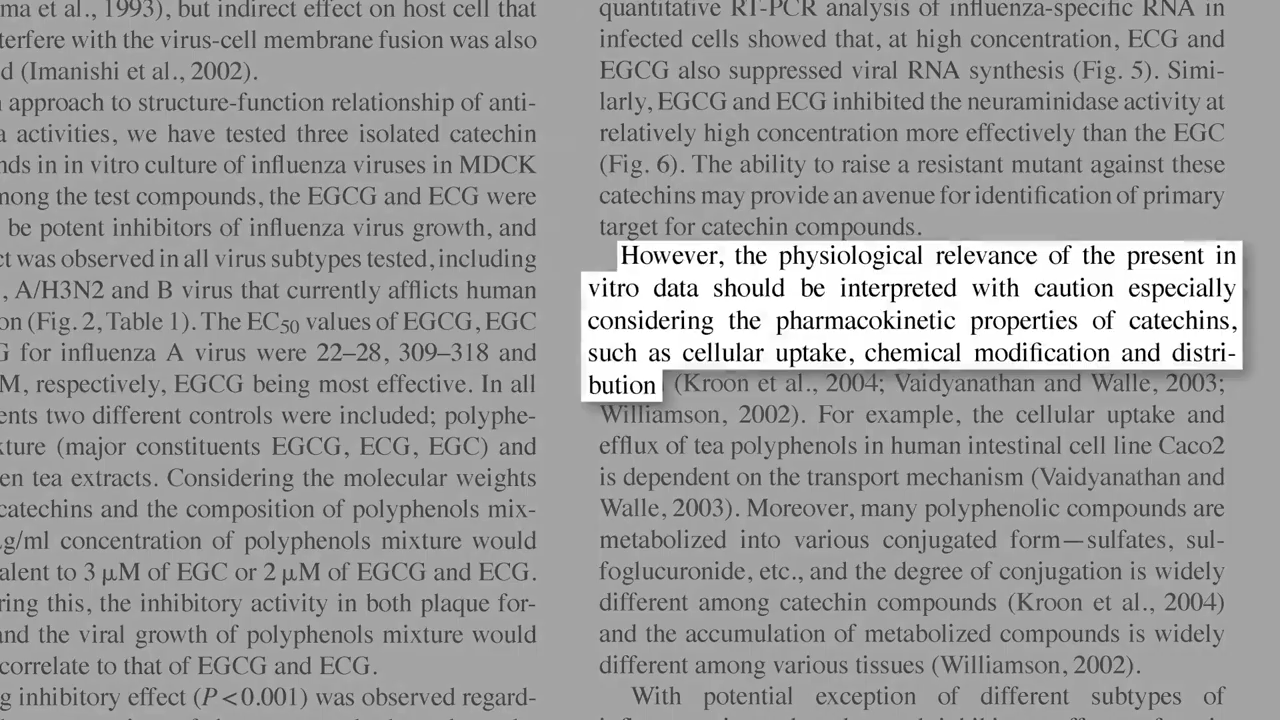 ma et al., 1993), but indirect effect on host cell that
terfere with the virus-cell membrane fusion was also
d (Imanishi et al., 2002).
approach to structure-function relationship of anti-
a activities, we have tested three isolated catechin
nds in in vitro culture of influenza viruses in MDCK
mong the test compounds, the EGCG and ECG were
be potent inhibitors of influenza virus growth, and
ct was observed in all virus subtypes tested, including
, A/H3N2 and B virus that currently afflicts human
on (Fig. 2, Table 1). The EC50 values of EGCG, EGC
G for influenza A virus were 22–28, 309–318 and
M, respectively, EGCG being most effective. In all
ents two different controls were included; polyphe-
xture (major constituents EGCG, ECG, EGC) and
en tea extracts. Considering the molecular weights
catechins and the composition of polyphenols mix-
g/ml concentration of polyphenols mixture would
alent to 3 μM of EGC or 2 μM of EGCG and ECG.
ring this, the inhibitory activity in both plaque for-
and the viral growth of polyphenols mixture would
correlate to that of EGCG and ECG.
g inhibitory effect (P<0.001) was observed regard-
quantitative RT-PCR analysis of influenza-specific RNA in
infected cells showed that, at high concentration, ECG and
EGCG also suppressed viral RNA synthesis (Fig. 5). Simi-
larly, EGCG and ECG inhibited the neuraminidase activity at
relatively high concentration more effectively than the EGC
(Fig. 6). The ability to raise a resistant mutant against these
catechins may provide an avenue for identification of primary
target for catechin compounds.
However, the physiological relevance of the present in
vitro data should be interpreted with caution especially
considering the pharmacokinetic properties of catechins,
such as cellular uptake, chemical modification and distri-
bution (Kroon et al., 2004; Vaidyanathan and Walle, 2003;
Williamson, 2002). For example, the cellular uptake and
efflux of tea polyphenols in human intestinal cell line Caco2
is dependent on the transport mechanism (Vaidyanathan and
Walle, 2003). Moreover, many polyphenolic compounds are
metabolized into various conjugated form—sulfates, sul-
foglucuronide, etc., and the degree of conjugation is widely
different among catechin compounds (Kroon et al., 2004)
and the accumulation of metabolized compounds is widely
different among various tissues (Williamson, 2002).
With potential exception of different subtypes of